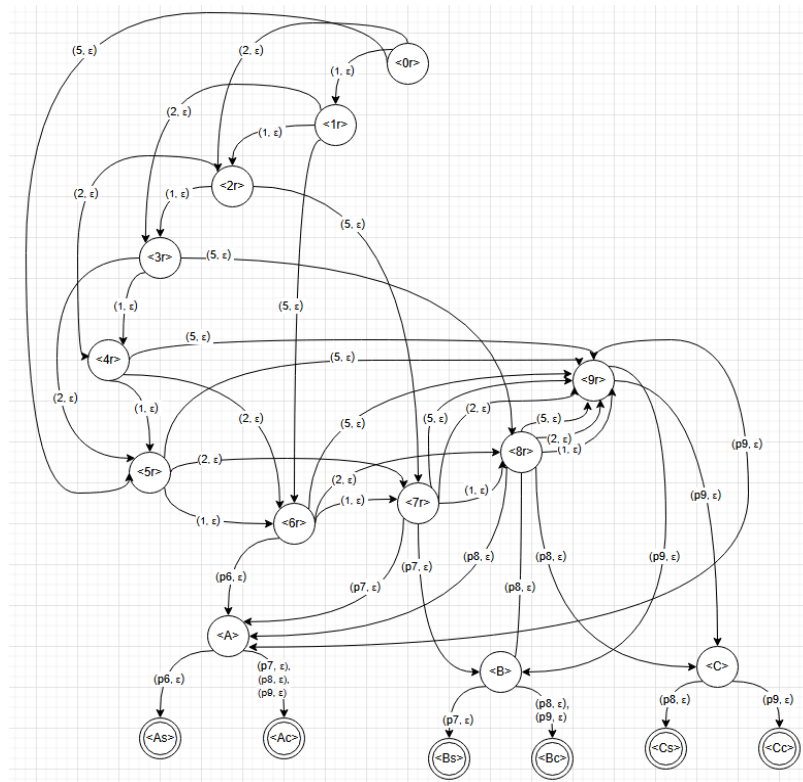 (5, ε)
(2, ε)
<0r>
(1, ε)
(2, ε)
<1r>
(1, ε)
(2, ε)
<2r>
(1, ε)
(5, ε)
<3r>
(5, ε)
(1, ε)
(5, ε)
(5, ε)
<4r>
(5, ε)
<9r>
(2, ε)
(1, ε)
(2, ε)
(5, ε)
(5, ε)
(2, ε)
(5, ε)
(2, ε)
(1, ε)
(p9, ε)
<8r>
<5r>
(2, ε)
(2, ε)
(1, ε)
(1, ε)
<7r>
(p9, ε)
(1, ε)
<6r>
(p8, ε)
(p8, ε)
(p9, ε)
(p7, ε)
(p6, ε)
(p7, ε)
(p8, ε)
<A>
<B>
<C>
(p6, ε)
(p7, ε),
(p8, ε),
(p9, ε)
(p7, ε)
(p8, ε),
(p9, ε)
(p8, ε)
(p9, ε)
<As>
<Ac>
<Bs>
<Bc>
<Cs>
<Cc>